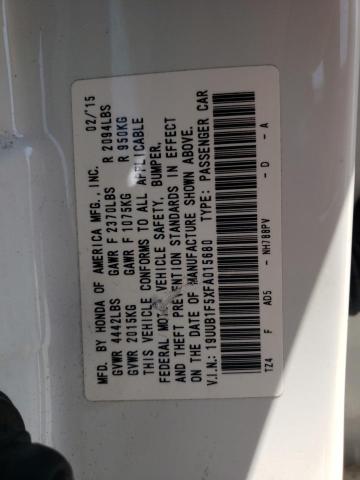 MFD. BY HONDA OF AMERICA MFG., INC. 02/'15
GVWR 4442LBS GAWR F 2370LBS R 2094LBS
GVWR 2015KG GAWR F 1075KG R 950KG
THIS VEHICLE CONFORMS TO ALL APPLICABLE
FEDERAL MOTOR VEHICLE SAFETY, BUMPER,
AND THEFT PREVENTION STANDARDS IN EFFECT
ON THE DATE OF MANUFACTURE SHOWN ABOVE.
V.I.N.: 19UUB1F5XFA015680 TYPE: PASSENGER CAR
TZ4 F AD5 - NH788PV - D - A